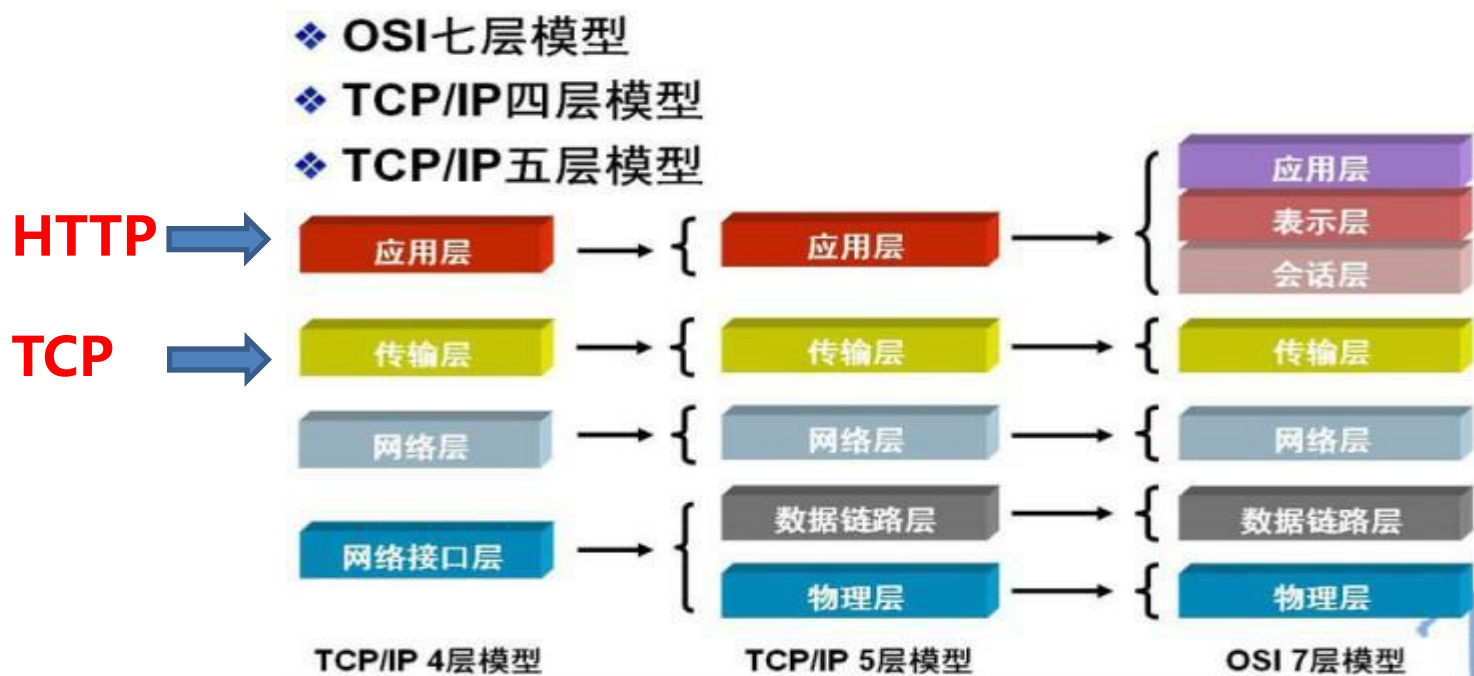 ❖ OSI七层模型
❖ TCP/IP四层模型
❖ TCP/IP五层模型
HTTP
TCP
应用层
传输层
网络层
网络接口层
TCP/IP 4层模型
应用层
传输层
网络层
数据链路层
物理层
TCP/IP 5层模型
应用层
表示层
会话层
传输层
网络层
数据链路层
物理层
OSI 7层模型